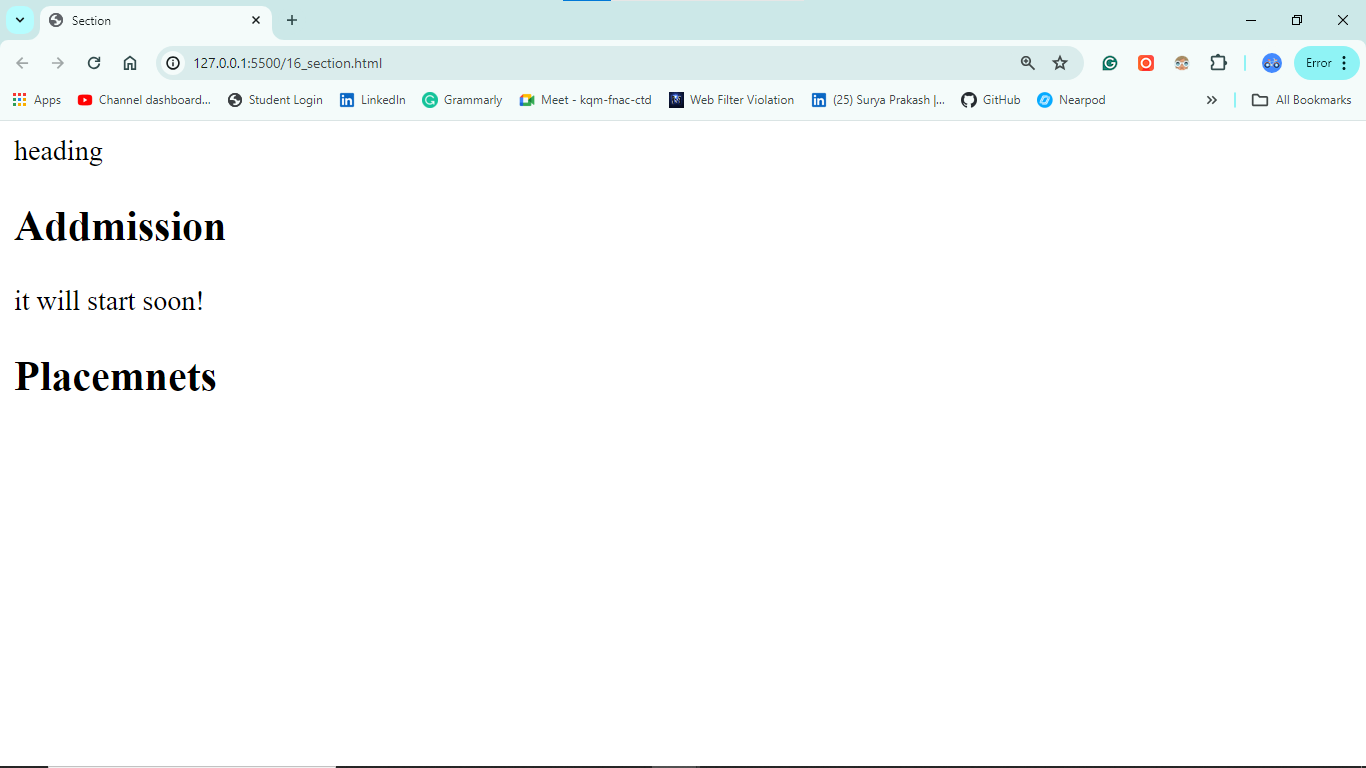 Section
127.0.0.1:5500/16_section.html
Error
Apps
Channel dashboard...
Student Login
LinkedIn
Grammarly
Meet - kqm-fnac-ctd
Web Filter Violation
(25) Surya Prakash |...
GitHub
Nearpod
All Bookmarks
heading
Addmission
it will start soon!
Placemnets